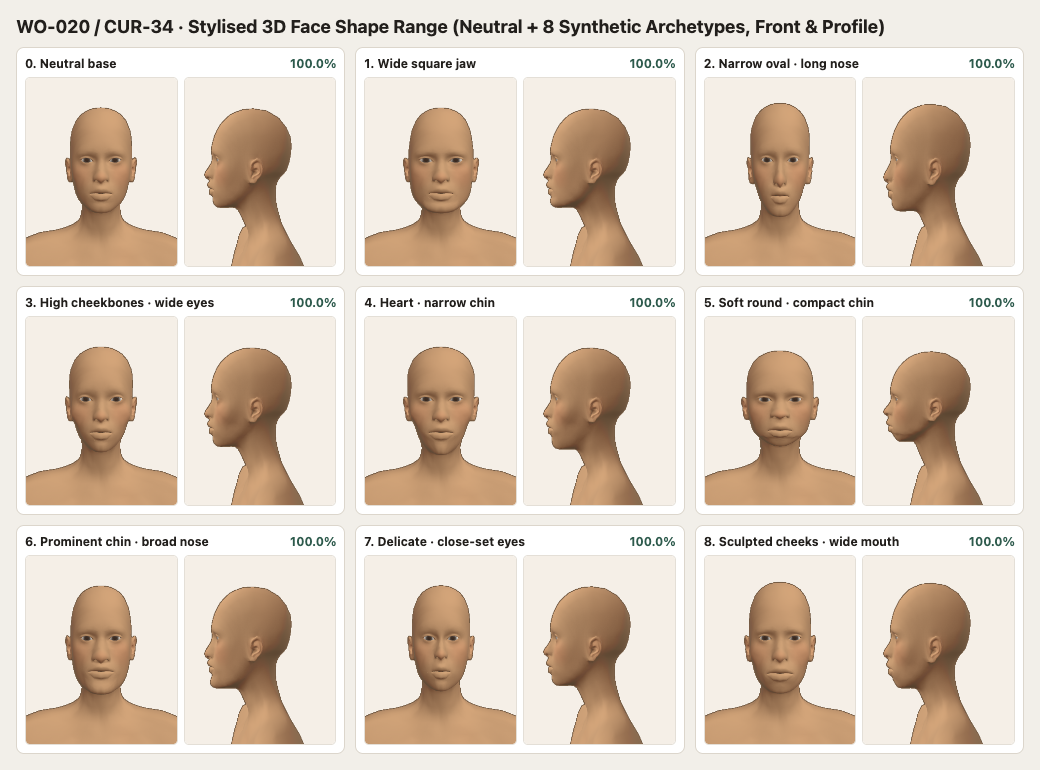 WO-020 / CUR-34 · Stylised 3D Face Shape Range (Neutral + 8 Synthetic Archetypes, Front & Profile)
0. Neutral base 100.0%
1. Wide square jaw 100.0%
2. Narrow oval · long nose 100.0%
3. High cheekbones · wide eyes 100.0%
4. Heart · narrow chin 100.0%
5. Soft round · compact chin 100.0%
6. Prominent chin · broad nose 100.0%
7. Delicate · close-set eyes 100.0%
8. Sculpted cheeks · wide mouth 100.0%